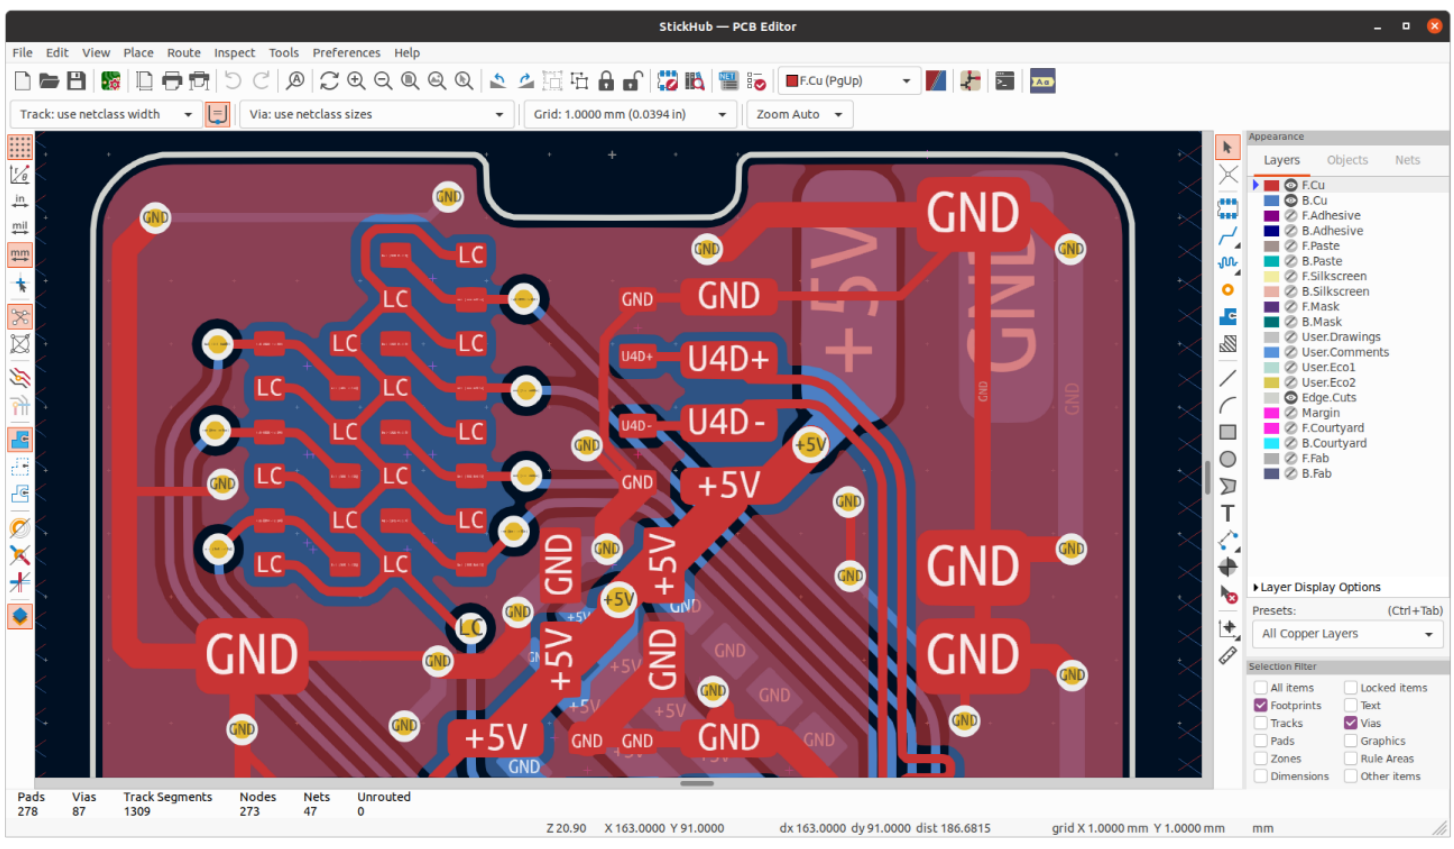 StickHub — PCB Editor
File Edit View Place Route Inspect Tools Preferences Help
F.Cu (PgUp)
Track: use netclass width
Via: use netclass sizes
Grid: 1.0000 mm (0.0394 in)
Zoom Auto
in
mil
mm
Appearance
Layers Objects Nets
F.Cu
B.Cu
F.Adhesive
B.Adhesive
F.Paste
B.Paste
F.Silkscreen
B.Silkscreen
F.Mask
B.Mask
User.Drawings
User.Comments
User.Eco1
User.Eco2
Edge.Cuts
Margin
F.Courtyard
B.Courtyard
F.Fab
B.Fab
Layer Display Options
Presets: (Ctrl+Tab)
All Copper Layers
Selection Filter
All items Locked items
Footprints Text
Tracks Vias
Pads Graphics
Zones Rule Areas
Dimensions Other items
GND
GND
GND
GND
GND
GND
GND
+5V
GND
LC
LC
LC
LC
LC
LC
LC
LC
LC
LC
LC
LC
LC
U4D+
U4D+
U4D-
U4D-
+5V
GND
GND
GND
GND
+5V
GND
GND
GND
GND
GND
+5V
+5V
GND
GND
GND
GND
+5V
GND
GND
GND
GND
GND
GND
GND
GND
+5V
GND
GND
GND
GND
Pads Vias Track Segments Nodes Nets Unrouted
278 87 1309 273 47 0
Z 20.90 X 163.0000 Y 91.0000 dx 163.0000 dy 91.0000 dist 186.6815 grid X 1.0000 mm Y 1.0000 mm mm